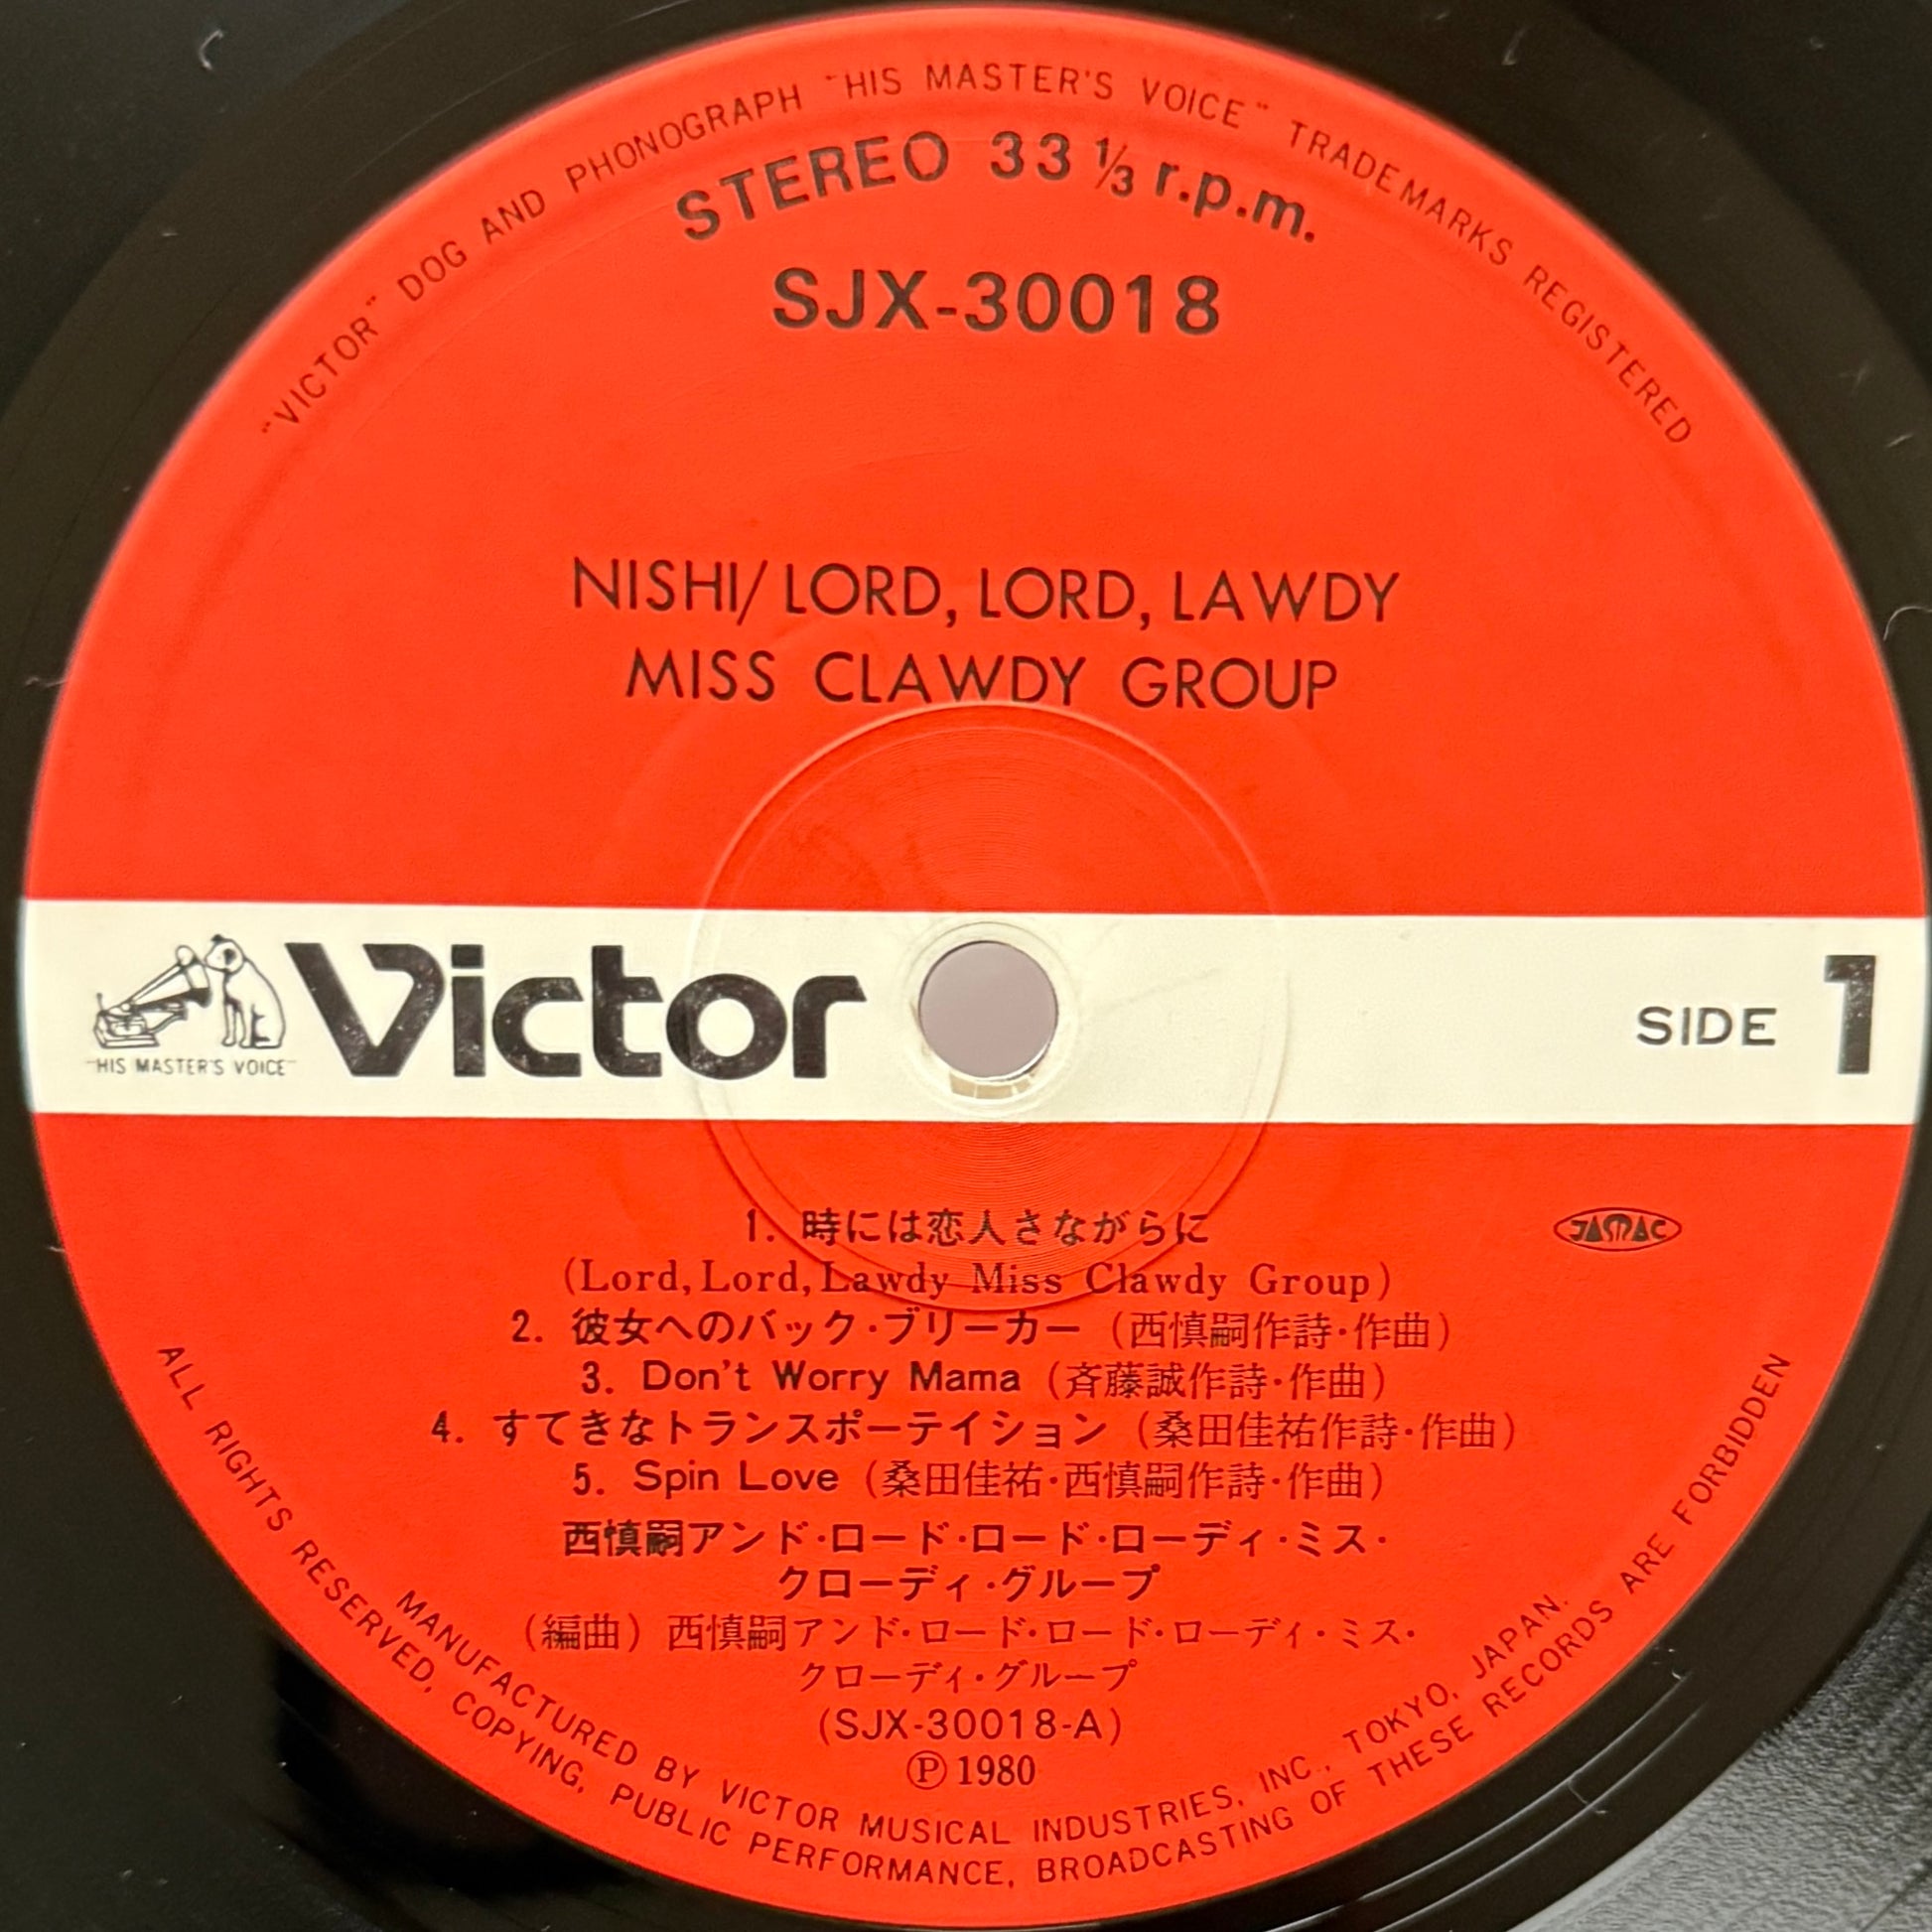 "VICTOR" DOG AND PHONOGRAPH "HIS MASTER'S VOICE" TRADE MARKS REGISTERED
STEREO 33 1/3 r.p.m.
SJX-30018
NISHI/LORD, LORD, LAWDY
MISS CLAWDY GROUP
"HIS MASTER'S VOICE"
Victor
SIDE 1
JASRAC
1. 時には恋人さながらに
(Lord, Lord, Lawdy Miss Clawdy Group)
2. 彼女へのバック・ブリーカー (西慎嗣作詩・作曲)
3. Don't Worry Mama (斉藤誠作詩・作曲)
4. すてきなトランスポーテイション (桑田佳祐作詩・作曲)
5. Spin Love (桑田佳祐・西慎嗣作詩・作曲)
西慎嗣アンド・ロード・ロード・ローディ・ミス・
クローディ・グループ
(編曲) 西慎嗣アンド・ロード・ロード・ローディ・ミス・
クローディ・グループ
(SJX-30018-A)
Ⓟ 1980
MANUFACTURED BY VICTOR MUSICAL INDUSTRIES, INC., TOKYO, JAPAN.
ALL RIGHTS RESERVED, COPYING, PUBLIC PERFORMANCE, BROADCASTING OF THESE RECORDS ARE FORBIDDEN